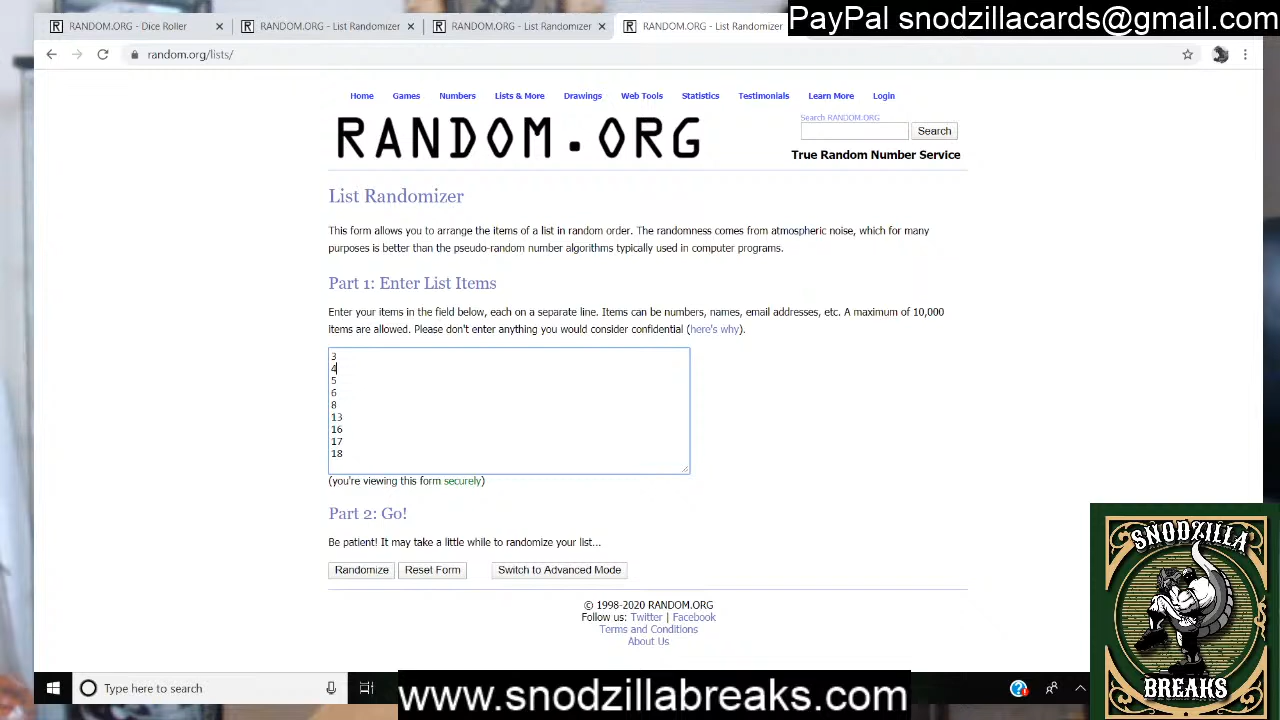 PayPal snodzillacards@gmail.com
RANDOM.ORG - Dice Roller
RANDOM.ORG - List Randomizer
RANDOM.ORG - List Randomizer
RANDOM.ORG - List Randomizer
random.org/lists/
Home Games Numbers Lists & More Drawings Web Tools Statistics Testimonials Learn More Login
Search RANDOM.ORG
RANDOM.ORG
Search
True Random Number Service
List Randomizer
This form allows you to arrange the items of a list in random order. The randomness comes from atmospheric noise, which for many
purposes is better than the pseudo-random number algorithms typically used in computer programs.
Part 1: Enter List Items
Enter your items in the field below, each on a separate line. Items can be numbers, names, email addresses, etc. A maximum of 10,000
items are allowed. Please don't enter anything you would consider confidential (here's why).
3
4
5
6
8
13
16
17
18
(you're viewing this form securely)
Part 2: Go!
Be patient! It may take a little while to randomize your list...
Randomize Reset Form Switch to Advanced Mode
© 1998-2020 RANDOM.ORG
Follow us: Twitter | Facebook
Terms and Conditions
About Us
SNODZILLA
BREAKS
Type here to search
www.snodzillabreaks.com